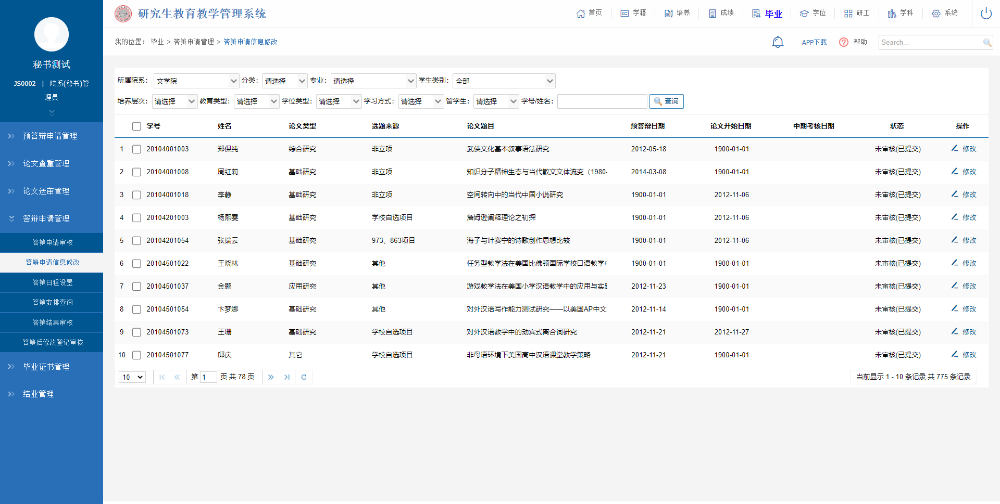 研究生教育教学管理系统
首页 学籍 培养 成绩 毕业 学位 研工 学科 系统
秘书测试
JS0002 | 院系(秘书)管
理员
预答辩申请管理
论文查重管理
论文送审管理
答辩申请管理
答辩申请审核
答辩申请信息修改
答辩日程设置
答辩安排查询
答辩结果审核
答辩后修改登记审核
毕业证书管理
结业管理
我的位置: 毕业 > 答辩申请管理 > 答辩申请信息修改
APP下载 帮助 Search...
所属院系: 文学院 分类: 请选择 专业: 请选择 学生类别: 全部
培养层次: 请选择 教育类型: 请选择 学位类型: 请选择 学习方式: 请选择 留学生: 请选择 学号/姓名: 查询
学号 姓名 论文类型 选题来源 论文题目 预答辩日期 论文开始日期 中期考核日期 状态 操作
1 20104001003 郑保纯 综合研究 非立项 武侠文化基本叙事语法研究 2012-05-18 1900-01-01 未审核(已提交) 修改
2 20104001008 周红莉 基础研究 非立项 知识分子精神生态与当代散文文体流变（1980- 2014-03-08 1900-01-01 未审核(已提交) 修改
3 20104001018 李静 基础研究 非立项 空间转向中的当代中国小说研究 1900-01-01 2012-11-06 未审核(已提交) 修改
4 20104201003 杨熙雯 基础研究 学校自选项目 詹姆逊阐释理论之初探 1900-01-01 2012-11-06 未审核(已提交) 修改
5 20104201054 张瑞云 基础研究 973、863项目 海子与叶赛宁的诗歌创作思想比较 1900-01-01 2012-11-06 未审核(已提交) 修改
6 20104501022 王晓林 基础研究 其他 任务型教学法在美国比佛顿国际学校口语教学中 1900-01-01 1900-01-01 未审核(已提交) 修改
7 20104501037 金鹏 应用研究 其他 游戏教学法在美国小学汉语教学中的应用与实践 2012-11-23 1900-01-01 未审核(已提交) 修改
8 20104501054 卞梦娜 基础研究 其他 对外汉语写作能力测试研究——以美国AP中文 2012-11-14 1900-01-01 未审核(已提交) 修改
9 20104501073 王珊 基础研究 学校自选项目 对外汉语教学中的动宾式离合词研究 2012-11-21 2012-11-27 未审核(已提交) 修改
10 20104501077 邱庆 其它 学校自选项目 非母语环境下美国高中汉语课堂教学策略 2012-11-21 1900-01-01 未审核(已提交) 修改
10 第 1 页 共 78 页 当前显示 1 - 10 条记录 共 775 条记录